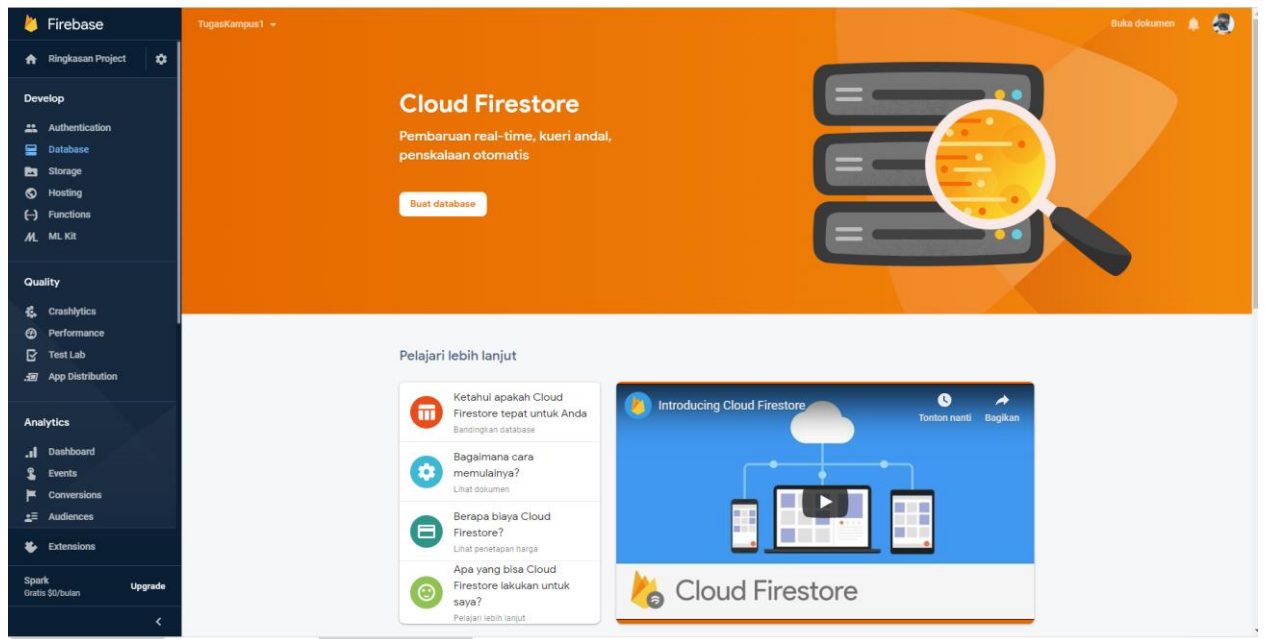 Firebase
Ringkasan Project
Develop
Authentication
Database
Storage
Hosting
Functions
ML Kit
Quality
Crashlytics
Performance
Test Lab
App Distribution
Analytics
Dashboard
Events
Conversions
Audiences
Extensions
Spark
Gratis $0/bulan
Upgrade
TugasKampus1
Buka dokumen
Cloud Firestore
Pembaruan real-time, kueri andal,
penskalaan otomatis
Buat database
Pelajari lebih lanjut
Ketahui apakah Cloud
Firestore tepat untuk Anda
Bandingkan database
Bagaimana cara
memulainya?
Lihat dokumen
Berapa biaya Cloud
Firestore?
Lihat penetapan harga
Apa yang bisa Cloud
Firestore lakukan untuk
saya?
Pelajari lebih lanjut
Introducing Cloud Firestore
Tonton nanti
Bagikan
Cloud Firestore